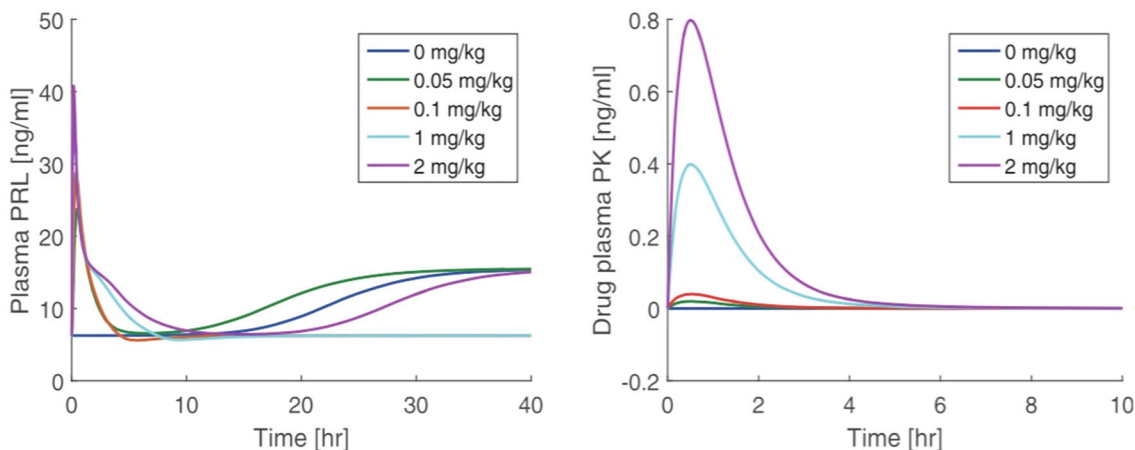 50
40
30
20
10
0
Plasma PRL [ng/ml]
0 mg/kg
0.05 mg/kg
0.1 mg/kg
1 mg/kg
2 mg/kg
0
10
20
30
40
Time [hr]
0.8
0.6
0.4
0.2
0
-0.2
Drug plasma PK [ng/ml]
0 mg/kg
0.05 mg/kg
0.1 mg/kg
1 mg/kg
2 mg/kg
0
2
4
6
8
10
Time [hr]